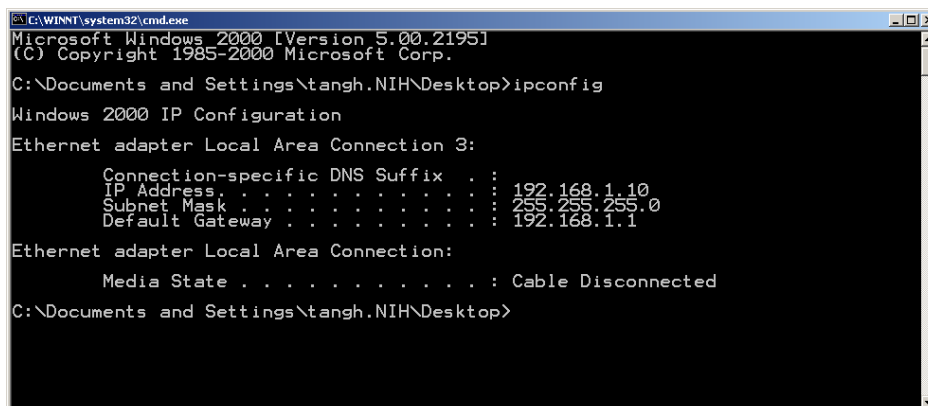 C:\WINNT\system32\cmd.exe
Microsoft Windows 2000 [Version 5.00.2195]
(C) Copyright 1985-2000 Microsoft Corp.
C:\Documents and Settings\tangh.NIH\Desktop>ipconfig
Windows 2000 IP Configuration
Ethernet adapter Local Area Connection 3:
Connection-specific DNS Suffix  . :
IP Address. . . . . . . . . . . . : 192.168.1.10
Subnet Mask . . . . . . . . . . . : 255.255.255.0
Default Gateway . . . . . . . . . : 192.168.1.1
Ethernet adapter Local Area Connection:
Media State . . . . . . . . . . . : Cable Disconnected
C:\Documents and Settings\tangh.NIH\Desktop>